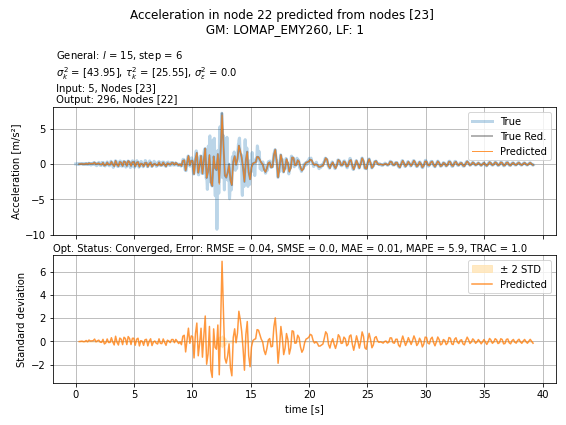 Acceleration in node 22 predicted from nodes [23]
GM: LOMAP_EMY260, LF: 1
General: l = 15, step = 6
σ²ₖ = [43.95], τ²ₖ = [25.55], σ²ε = 0.0
Input: 5, Nodes [23]
Output: 296, Nodes [22]
True
True Red.
Predicted
Acceleration [m/s²]
5
0
−5
−10
Opt. Status: Converged, Error: RMSE = 0.04, SMSE = 0.0, MAE = 0.01, MAPE = 5.9, TRAC = 1.0
± 2 STD
Predicted
Standard deviation
6
4
2
0
−2
0 5 10 15 20 25 30 35 40
time [s]